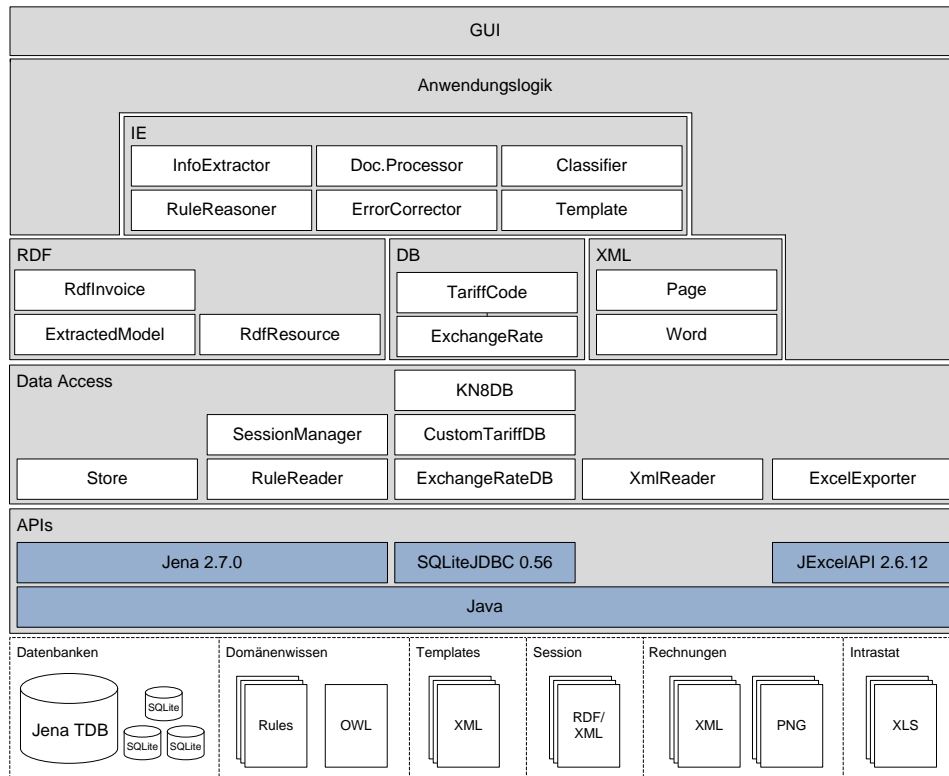 GUI
Anwendungslogik
IE
InfoExtractor
Doc.Processor
Classifier
RuleReasoner
ErrorCorrector
Template
RDF
RdfInvoice
ExtractedModel
RdfResource
DB
TariffCode
ExchangeRate
XML
Page
Word
Data Access
KN8DB
SessionManager
CustomTariffDB
Store
RuleReader
ExchangeRateDB
XmlReader
ExcelExporter
APIs
Jena 2.7.0
SQLiteJDBC 0.56
JExcelAPI 2.6.12
Java
Datenbanken
Jena TDB
SQLite
SQLite
SQLite
Domänenwissen
Rules
OWL
Templates
XML
Session
RDF/
XML
Rechnungen
XML
PNG
Intrastat
XLS